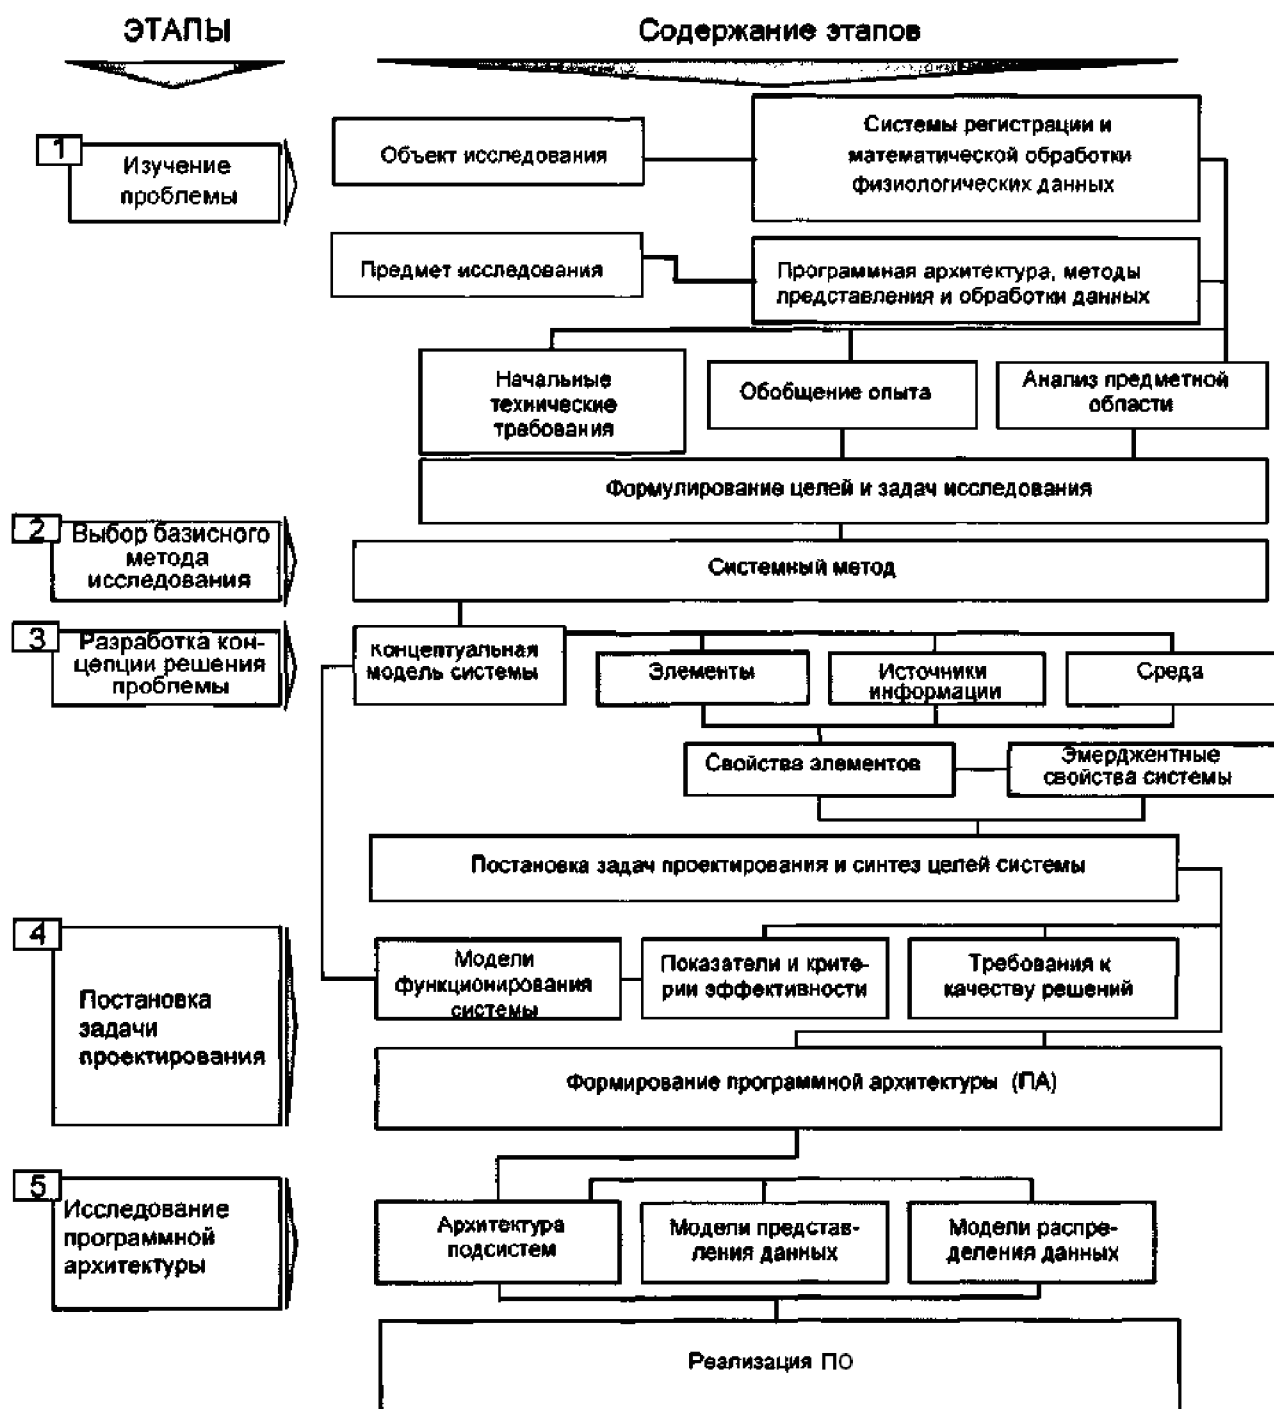 ЭТАПЫ
Содержание этапов
1
Изучение
проблемы
Объект исследования
Системы регистрации и
математической обработки
физиологических данных
Предмет исследования
Программная архитектура, методы
представления и обработки данных
Начальные
технические
требования
Обобщение опыта
Анализ предметной
области
Формулирование целей и задач исследования
2
Выбор базисного
метода
исследования
Системный метод
3
Разработка кон-
цепции решения
проблемы
Концептуальная
модель системы
Элементы
Источники
информации
Среда
Свойства элементов
Эмерджентные
свойства системы
Постановка задач проектирования и синтез целей системы
4
Постановка
задачи
проектирования
Модели
функционирования
системы
Показатели и крите-
рии эффективности
Требования к
качеству решений
Формирование программной архитектуры (ПА)
5
Исследование
программной
архитектуры
Архитектура
подсистем
Модели представ-
ления данных
Модели распре-
деления данных
Реализация ПО